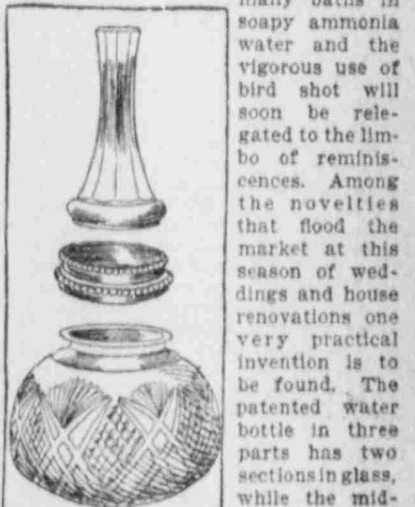 many baths in
soapy ammonia
water and the
vigorous use of
bird shot will
soon be rele-
gated to the lim-
bo of reminis-
cences. Among
the novelties
that flood the
market at this
season of wed-
dings and house
renovations one
very practical
invention is to
be found. The
patented water
bottle in three
parts has two
sections in glass,
while the mid-